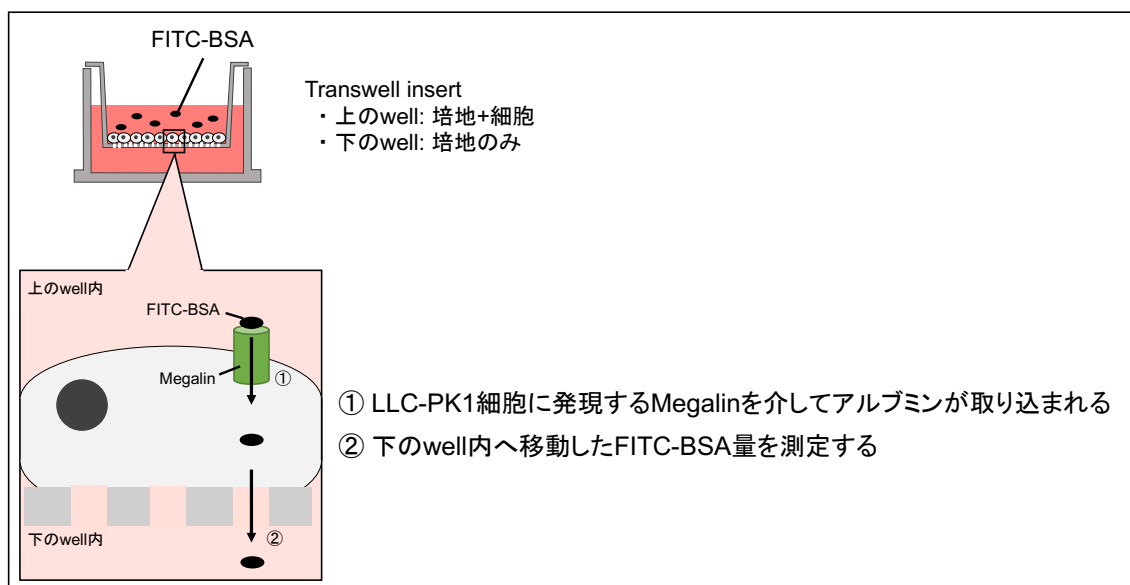 FITC-BSA
Transwell insert
・上のwell: 培地+細胞
・下のwell: 培地のみ
上のwell内
FITC-BSA
Megalin
①
① LLC-PK1細胞に発現するMegalinを介してアルブミンが取り込まれる
② 下のwell内へ移動したFITC-BSA量を測定する
下のwell内
②